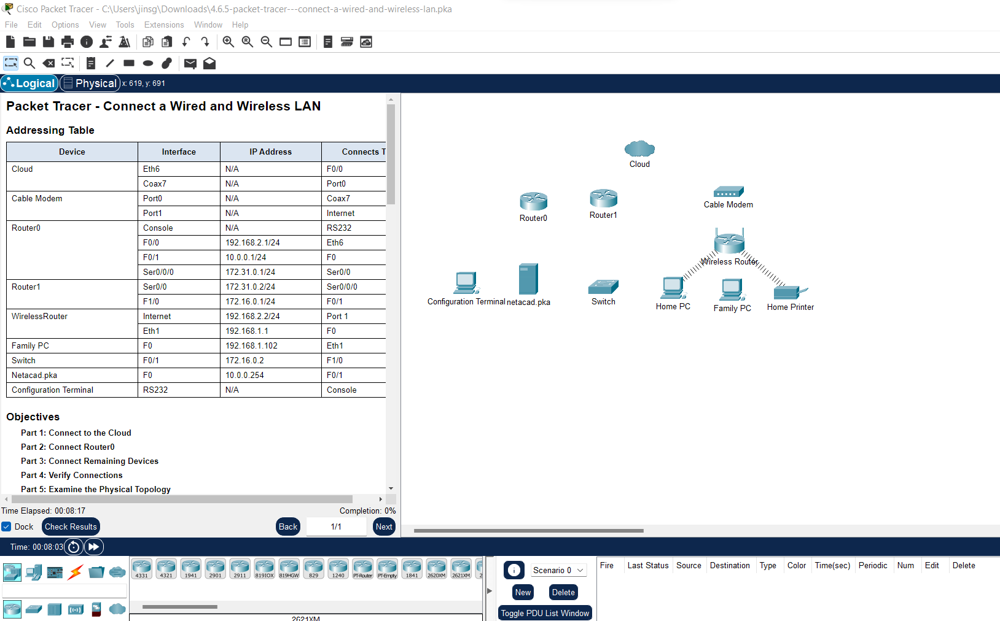 Cisco Packet Tracer - C:\Users\jinsg\Downloads\4.6.5-packet-tracer---connect-a-wired-and-wireless-lan.pka
File Edit Options View Tools Extensions Window Help
Logical Physical x: 619, y: 691
Packet Tracer - Connect a Wired and Wireless LAN
Addressing Table
Device Interface IP Address Connects T
Cloud Eth6 N/A F0/0
Coax7 N/A Port0
Cable Modem Port0 N/A Coax7
Port1 N/A Internet
Router0 Console N/A RS232
F0/0 192.168.2.1/24 Eth6
F0/1 10.0.0.1/24 F0
Ser0/0/0 172.31.0.1/24 Ser0/0
Router1 Ser0/0 172.31.0.2/24 Ser0/0/0
F1/0 172.16.0.1/24 F0/1
WirelessRouter Internet 192.168.2.2/24 Port 1
Eth1 192.168.1.1 F0
Family PC F0 192.168.1.102 Eth1
Switch F0/1 172.16.0.2 F1/0
Netacad.pka F0 10.0.0.254 F0/1
Configuration Terminal RS232 N/A Console
Objectives
Part 1: Connect to the Cloud
Part 2: Connect Router0
Part 3: Connect Remaining Devices
Part 4: Verify Connections
Part 5: Examine the Physical Topology
Time Elapsed: 00:08:17 Completion: 0%
Dock Check Results Back 1/1 Next
Cloud
Router0
Router1
Cable Modem
Wireless Router
Configuration Terminal
netacad.pka
Switch
Home PC
Family PC
Home Printer
Time: 00:08:03
4331 4321 1941 2901 2911 819IOX 819HGW 829 1240 PT-Router PT-Empty 1841 2620XM 2621XM 2
2621XM
Scenario 0
New Delete
Toggle PDU List Window
Fire Last Status Source Destination Type Color Time(sec) Periodic Num Edit Delete